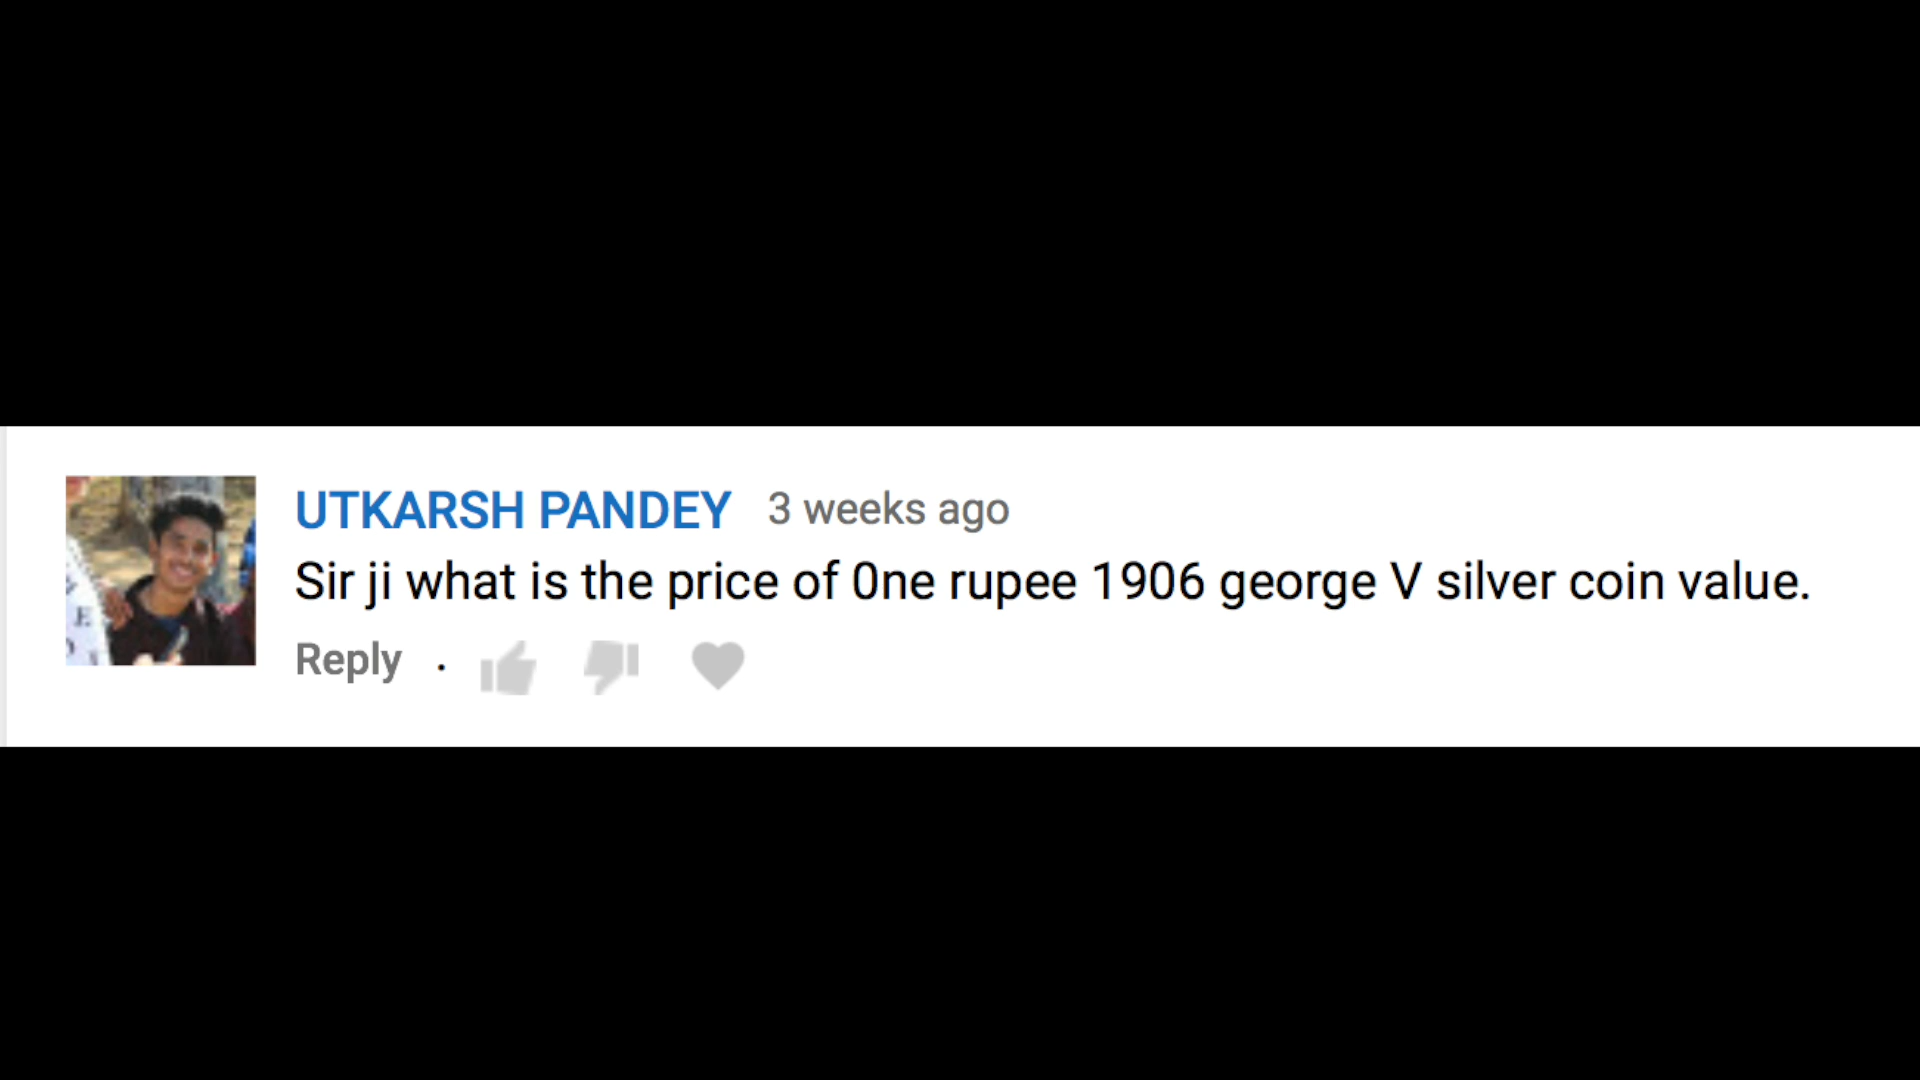 UTKARSH PANDEY 3 weeks ago
Sir ji what is the price of 0ne rupee 1906 george V silver coin value.
Reply .